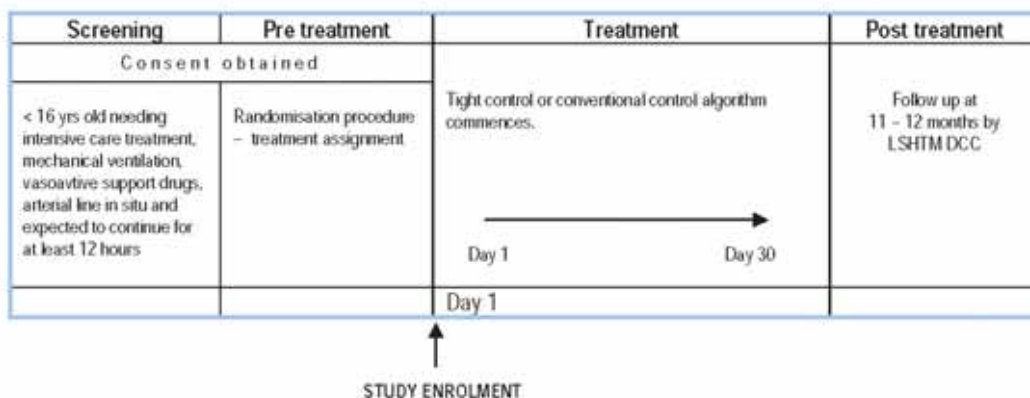 Screening
Pre treatment
Treatment
Post treatment
Consent obtained
< 16 yrs old needing
intensive care treatment,
mechanical ventilation,
vasoavtive support drugs,
arterial line in situ and
expected to continue for
at least 12 hours
Randomisation procedure
– treatment assignment
Tight control or conventional control algorithm
commences.
Day 1
Day 30
Follow up at
11 – 12 months by
LSHTM DCC
Day 1
STUDY ENROLMENT